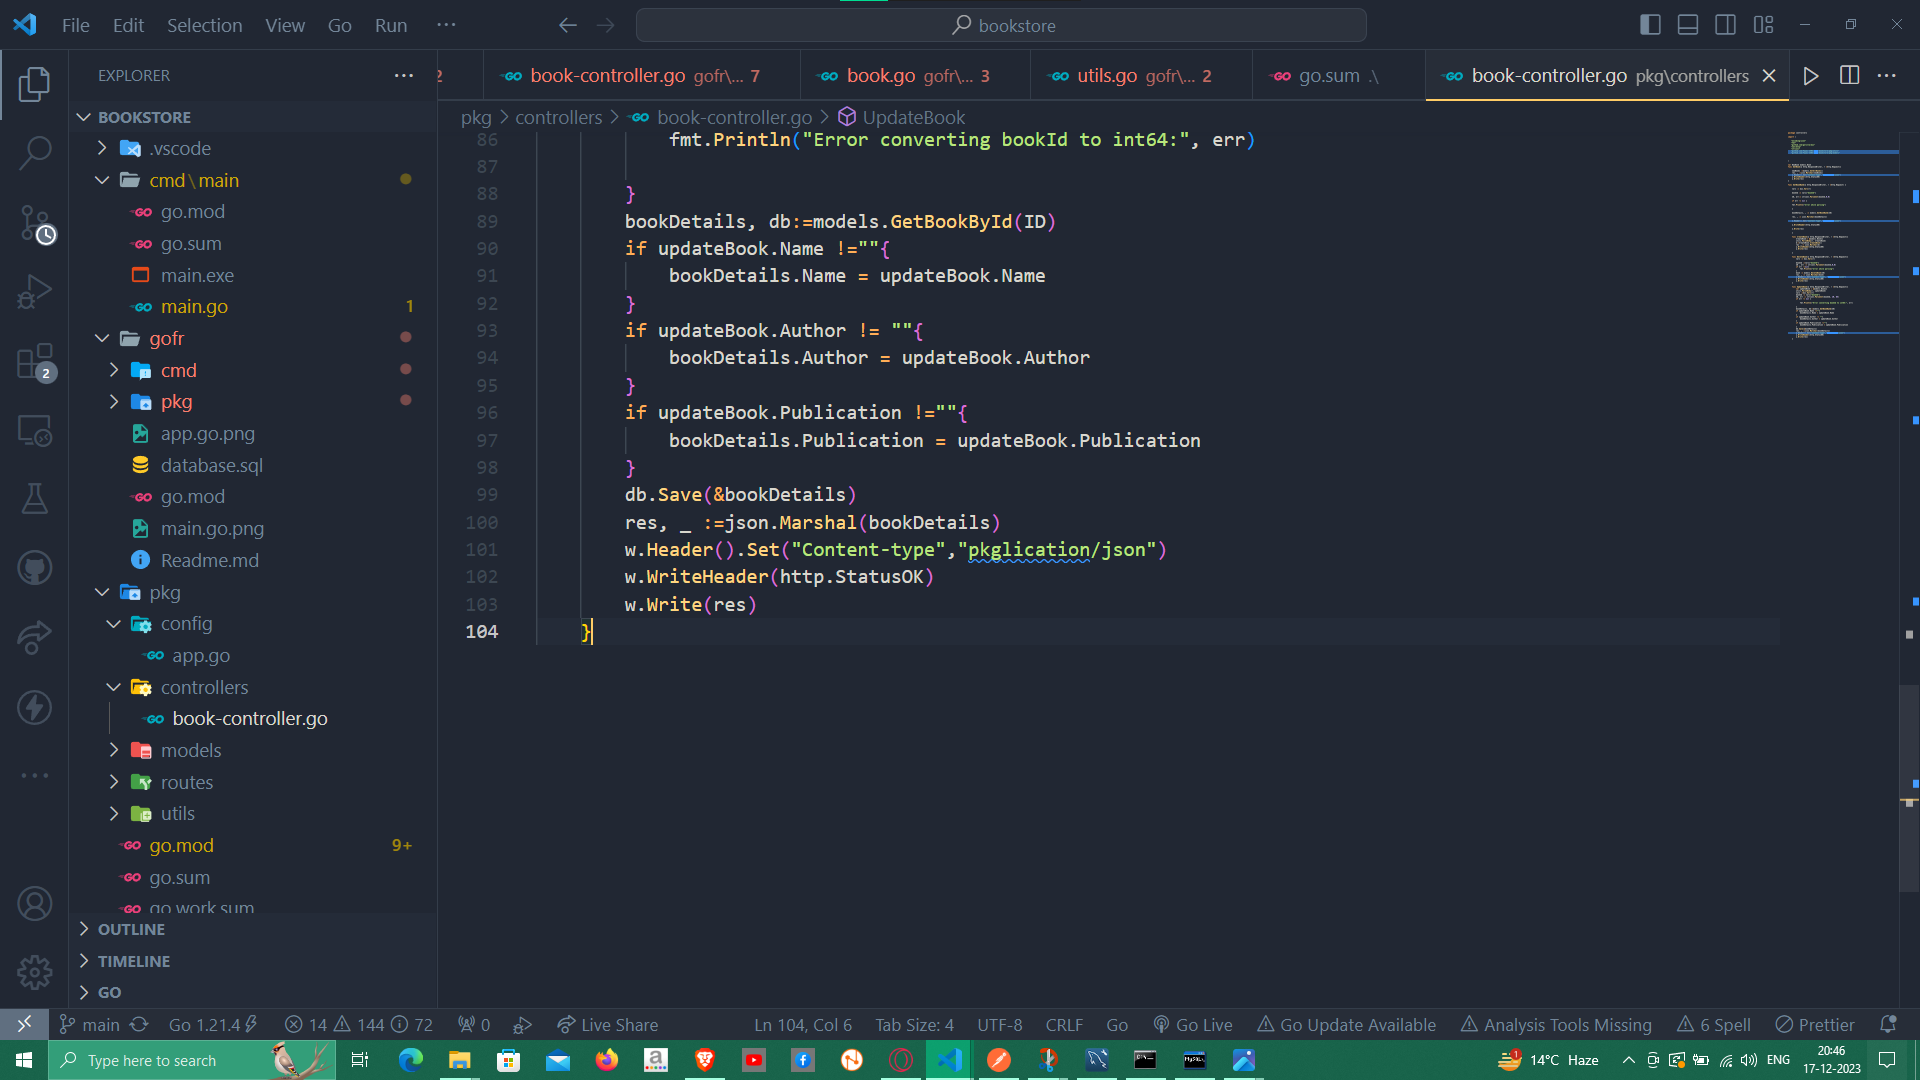 File Edit Selection View Go Run ··· bookstore
EXPLORER ···
2 book-controller.go gofr\... 7 book.go gofr\... 3 utils.go gofr\... 2 go.sum .\ book-controller.go pkg\controllers
pkg > controllers > book-controller.go > UpdateBook
BOOKSTORE
.vscode
cmd\main
go.mod
go.sum
main.exe
main.go 1
gofr
cmd
pkg
app.go.png
database.sql
go.mod
main.go.png
Readme.md
pkg
config
app.go
controllers
book-controller.go
models
routes
utils
go.mod 9+
go.sum
go.work.sum
OUTLINE
TIMELINE
GO
86 fmt.Println("Error converting bookId to int64:", err)
87
88 }
89 bookDetails, db:=models.GetBookById(ID)
90 if updateBook.Name !=""{
91 bookDetails.Name = updateBook.Name
92 }
93 if updateBook.Author != ""{
94 bookDetails.Author = updateBook.Author
95 }
96 if updateBook.Publication !=""{
97 bookDetails.Publication = updateBook.Publication
98 }
99 db.Save(&bookDetails)
100 res, _ :=json.Marshal(bookDetails)
101 w.Header().Set("Content-type","pkglication/json")
102 w.WriteHeader(http.StatusOK)
103 w.Write(res)
104 }
2
main Go 1.21.4 14 144 72 0 Live Share Ln 104, Col 6 Tab Size: 4 UTF-8 CRLF Go Go Live Go Update Available Analysis Tools Missing 6 Spell Prettier
Type here to search 1 14°C Haze ENG 20:46
17-12-2023